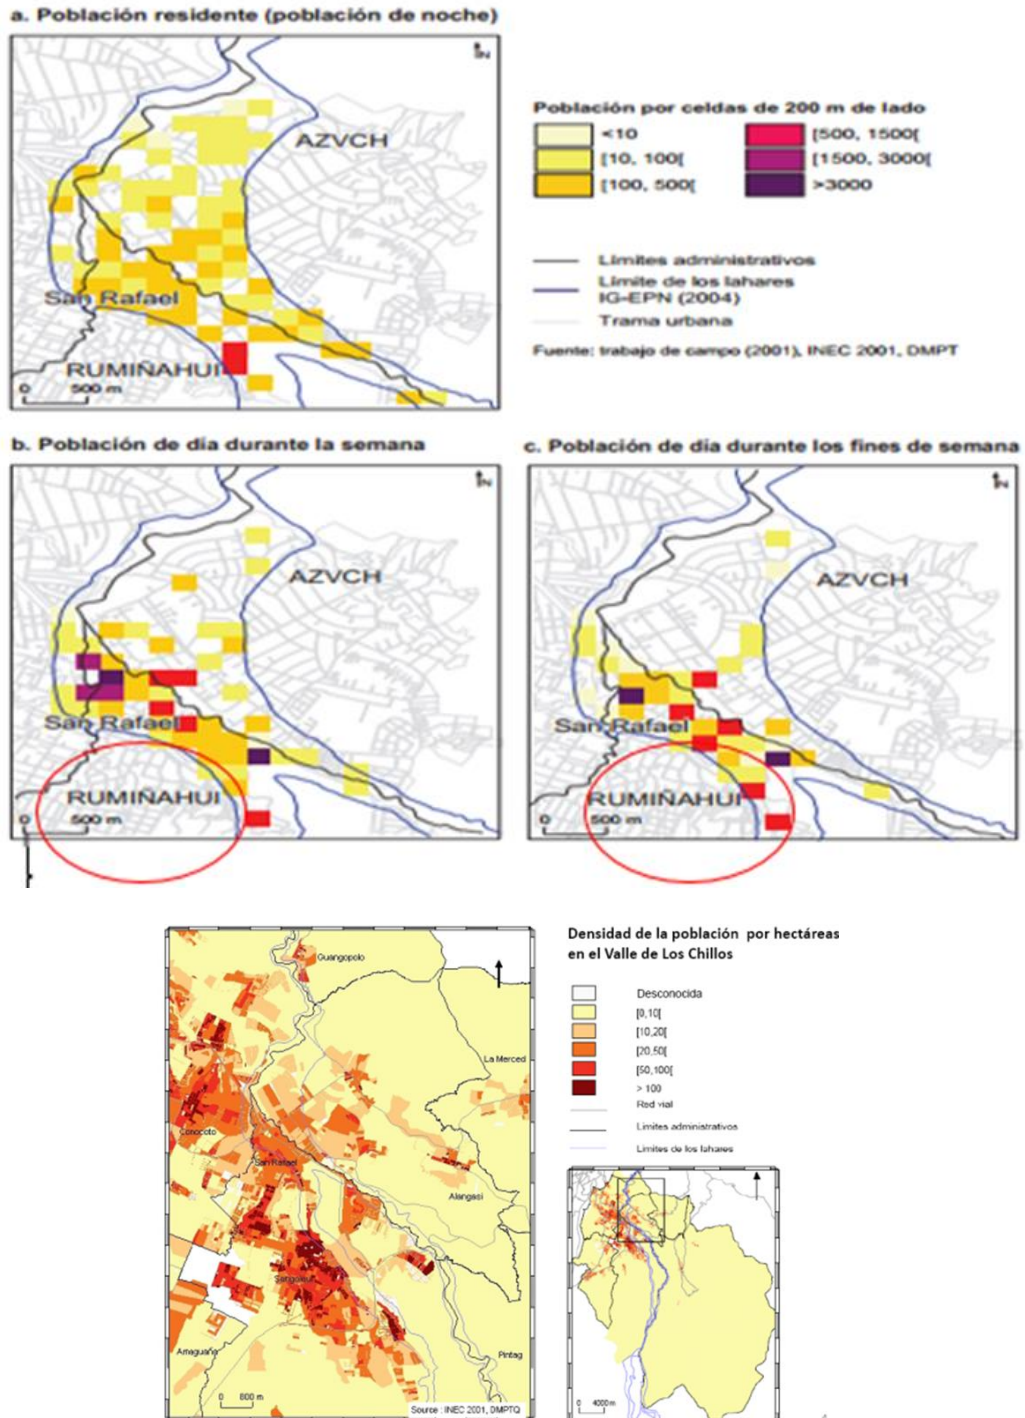 a. Población residente (población de noche)
N
AZVCH
San Rafael
RUMIÑAHUI
0 500 m
Población por celdas de 200 m de lado
<10
[10, 100[
[100, 500[
[500, 1500[
[1500, 3000[
>3000
Límites administrativos
Límite de los lahares
IG-EPN (2004)
Trama urbana
Fuente: trabajo de campo (2001), INEC 2001, DMPT
b. Población de día durante la semana
N
AZVCH
San Rafael
RUMIÑAHUI
0 500 m
c. Población de día durante los fines de semana
N
AZVCH
San Rafael
RUMIÑAHUI
0 500 m
Guangopolo
La Merced
Conocoto
San Rafael
Alangasi
Sangolquí
Amaguaña
Pintag
0 800 m
Source : INEC 2001, DMPTQ
Densidad de la población por hectáreas
en el Valle de Los Chillos
Desconocida
[0,10[
[10,20[
[20,50[
[50,100[
> 100
Red vial
Limites administrativos
Limites de los lahares
0 4000 m